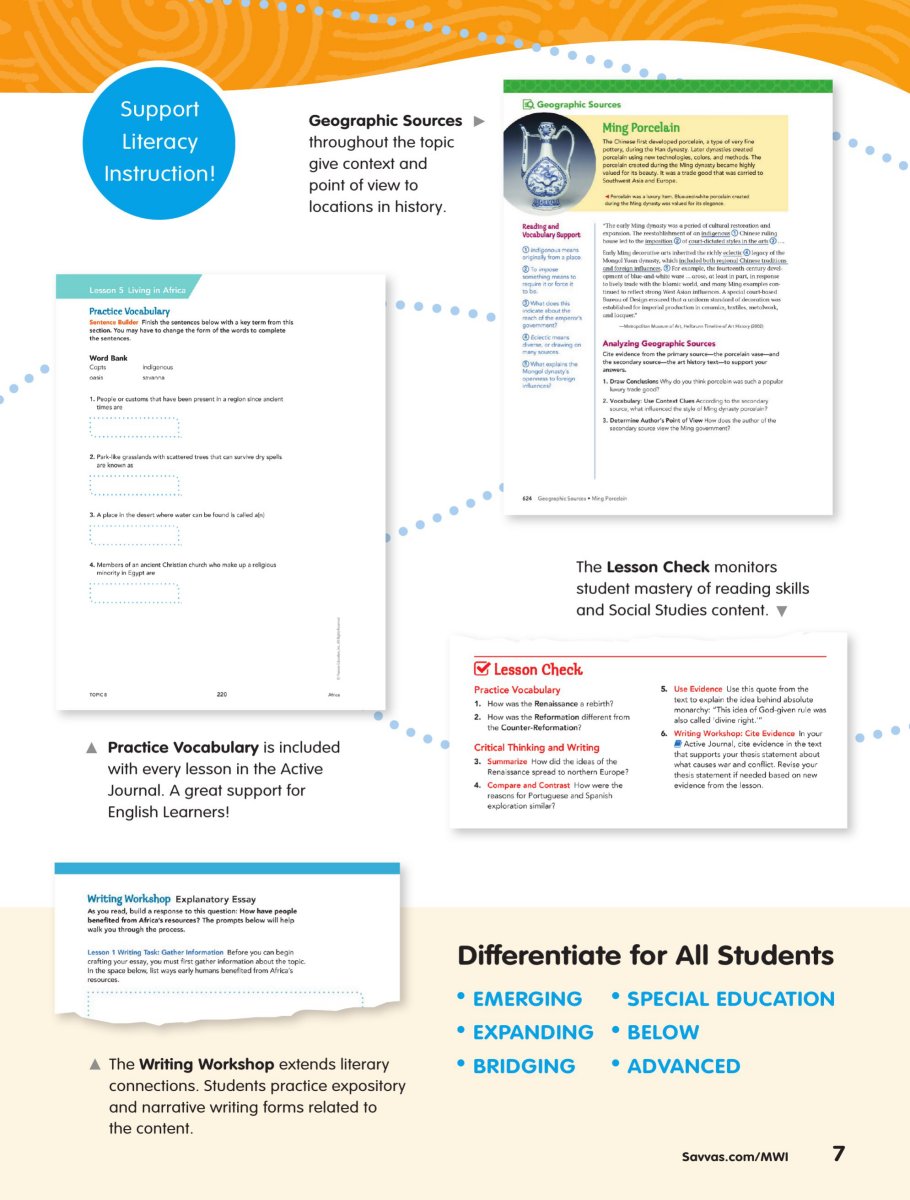 Support
Literacy
Instruction!
Geographic Sources ▶
throughout the topic
give context and
point of view to
locations in history.
Geographic Sources
Ming Porcelain
The Chinese first developed porcelain, a type of very fine
pottery, during the Han dynasty. Later dynasties created
porcelain using new technologies, colors, and methods. The
porcelain created during the Ming dynasty became highly
valued for its beauty. It was a trade good that was carried to
Southwest Asia and Europe.
◀ Porcelain was a luxury item. Blue-and-white porcelain created
during the Ming dynasty was valued for its elegance.
Reading and
Vocabulary Support
① Indigenous means
originally from a place.
② To impose
something means to
require it or force it
to be.
③ What does this
indicate about the
reach of the emperor's
government?
④ Eclectic means
diverse, or drawing on
many sources.
⑤ What explains the
Mongol dynasty's
openness to foreign
influences?
"The early Ming dynasty was a period of cultural restoration and
expansion. The reestablishment of an indigenous ① Chinese ruling
house led to the imposition ② of court-dictated styles in the arts ③ ....
Early Ming decorative arts inherited the richly eclectic ④ legacy of the
Mongol Yuan dynasty, which included both regional Chinese traditions
and foreign influences. ⑤ For example, the fourteenth century devel-
opment of blue-and-white ware ... arose, at least in part, in response
to lively trade with the Islamic world, and many Ming examples con-
tinued to reflect strong West Asian influences. A special court-based
Bureau of Design ensured that a uniform standard of decoration was
established for imperial production in ceramics, textiles, metalwork,
and lacquer."
—Metropolitan Museum of Art, Heilbrunn Timeline of Art History (2002)
Analyzing Geographic Sources
Cite evidence from the primary source—the porcelain vase—and
the secondary source—the art history text—to support your
answers.
1. Draw Conclusions Why do you think porcelain was such a popular
luxury trade good?
2. Vocabulary: Use Context Clues According to the secondary
source, what influenced the style of Ming dynasty porcelain?
3. Determine Author's Point of View How does the author of the
secondary source view the Ming government?
624 Geographic Sources • Ming Porcelain
Lesson 5 Living in Africa
Practice Vocabulary
Sentence Builder Finish the sentences below with a key term from this
section. You may have to change the form of the words to complete
the sentences.
Word Bank
Copts indigenous
oasis savanna
1. People or customs that have been present in a region since ancient
times are
2. Park-like grasslands with scattered trees that can survive dry spells
are known as
3. A place in the desert where water can be found is called a(n)
4. Members of an ancient Christian church who make up a religious
minority in Egypt are
TOPIC 8 220 Africa
▲ Practice Vocabulary is included
with every lesson in the Active
Journal. A great support for
English Learners!
The Lesson Check monitors
student mastery of reading skills
and Social Studies content. ▼
Lesson Check
Practice Vocabulary
1. How was the Renaissance a rebirth?
2. How was the Reformation different from
the Counter-Reformation?
Critical Thinking and Writing
3. Summarize How did the ideas of the
Renaissance spread to northern Europe?
4. Compare and Contrast How were the
reasons for Portuguese and Spanish
exploration similar?
5. Use Evidence Use this quote from the
text to explain the idea behind absolute
monarchy: "This idea of God-given rule was
also called 'divine right.'"
6. Writing Workshop: Cite Evidence In your
Active Journal, cite evidence in the text
that supports your thesis statement about
what causes war and conflict. Revise your
thesis statement if needed based on new
evidence from the lesson.
Writing Workshop Explanatory Essay
As you read, build a response to this question: How have people
benefited from Africa's resources? The prompts below will help
walk you through the process.
Lesson 1 Writing Task: Gather Information Before you can begin
crafting your essay, you must first gather information about the topic.
In the space below, list ways early humans benefited from Africa's
resources.
▲ The Writing Workshop extends literary
connections. Students practice expository
and narrative writing forms related to
the content.
Differentiate for All Students
• EMERGING • SPECIAL EDUCATION
• EXPANDING • BELOW
• BRIDGING • ADVANCED
Savvas.com/MWI 7